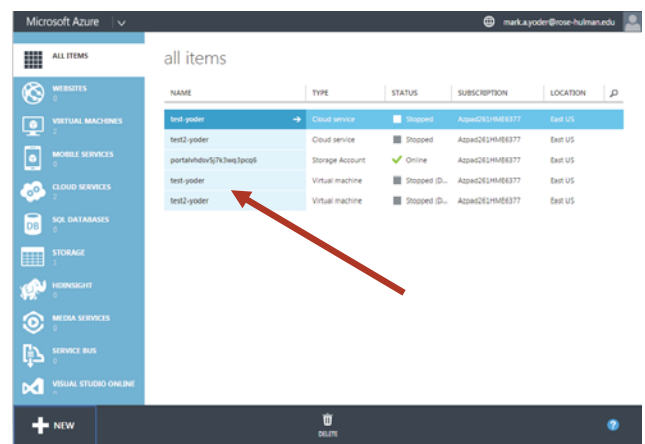 Microsoft Azure
mark.a.yoder@rose-hulman.edu
ALL ITEMS
all items
WEBSITES
0
VIRTUAL MACHINES
2
MOBILE SERVICES
0
CLOUD SERVICES
2
SQL DATABASES
0
STORAGE
1
HDINSIGHT
0
MEDIA SERVICES
0
SERVICE BUS
0
VISUAL STUDIO ONLINE
NAME TYPE STATUS SUBSCRIPTION LOCATION
test-yoder → Cloud service Stopped Azpad261HME6377 East US
test2-yoder Cloud service Stopped Azpad261HME6377 East US
portalvhdsv5j7k3wq3pcq6 Storage Account Online Azpad261HME6377 East US
test-yoder Virtual machine Stopped (D... Azpad261HME6377 East US
test2-yoder Virtual machine Stopped (D... Azpad261HME6377 East US
NEW
DELETE
?